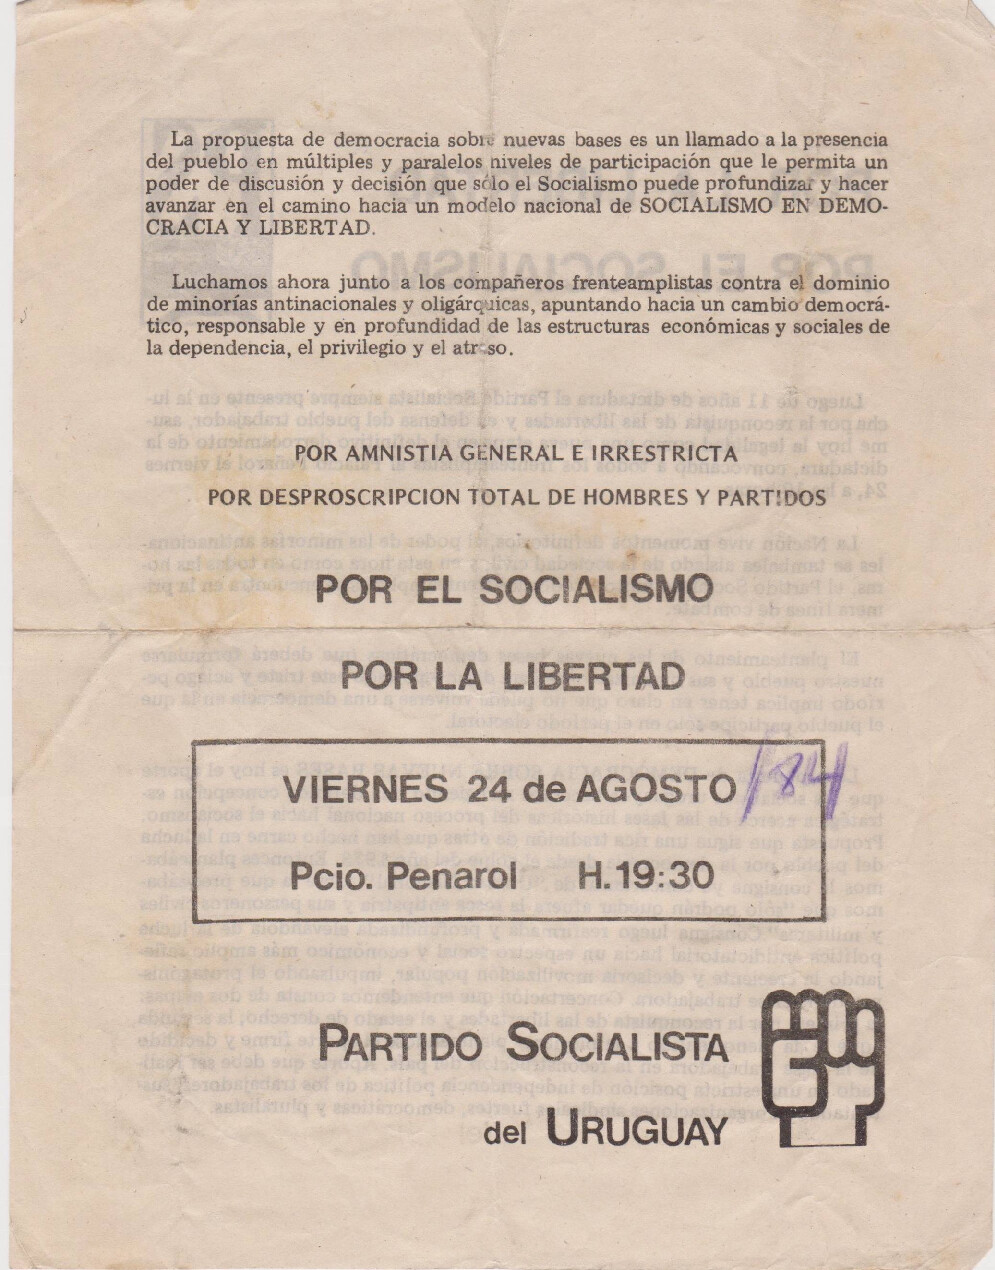 La propuesta de democracia sobre nuevas bases es un llamado a la presencia
del pueblo en múltiples y paralelos niveles de participación que le permita un
poder de discusión y decisión que sólo el Socialismo puede profundizar y hacer
avanzar en el camino hacia un modelo nacional de SOCIALISMO EN DEMO-
CRACIA Y LIBERTAD.
Luchamos ahora junto a los compañeros frenteamplistas contra el dominio
de minorías antinacionales y oligárquicas, apuntando hacia un cambio democrá-
tico, responsable y en profundidad de las estructuras económicas y sociales de
la dependencia, el privilegio y el atraso.
POR AMNISTIA GENERAL E IRRESTRICTA
POR DESPROSCRIPCION TOTAL DE HOMBRES Y PARTIDOS
POR EL SOCIALISMO
POR LA LIBERTAD
VIERNES 24 de AGOSTO /84
Pcio. Penarol H.19:30
PARTIDO SOCIALISTA
del URUGUAY